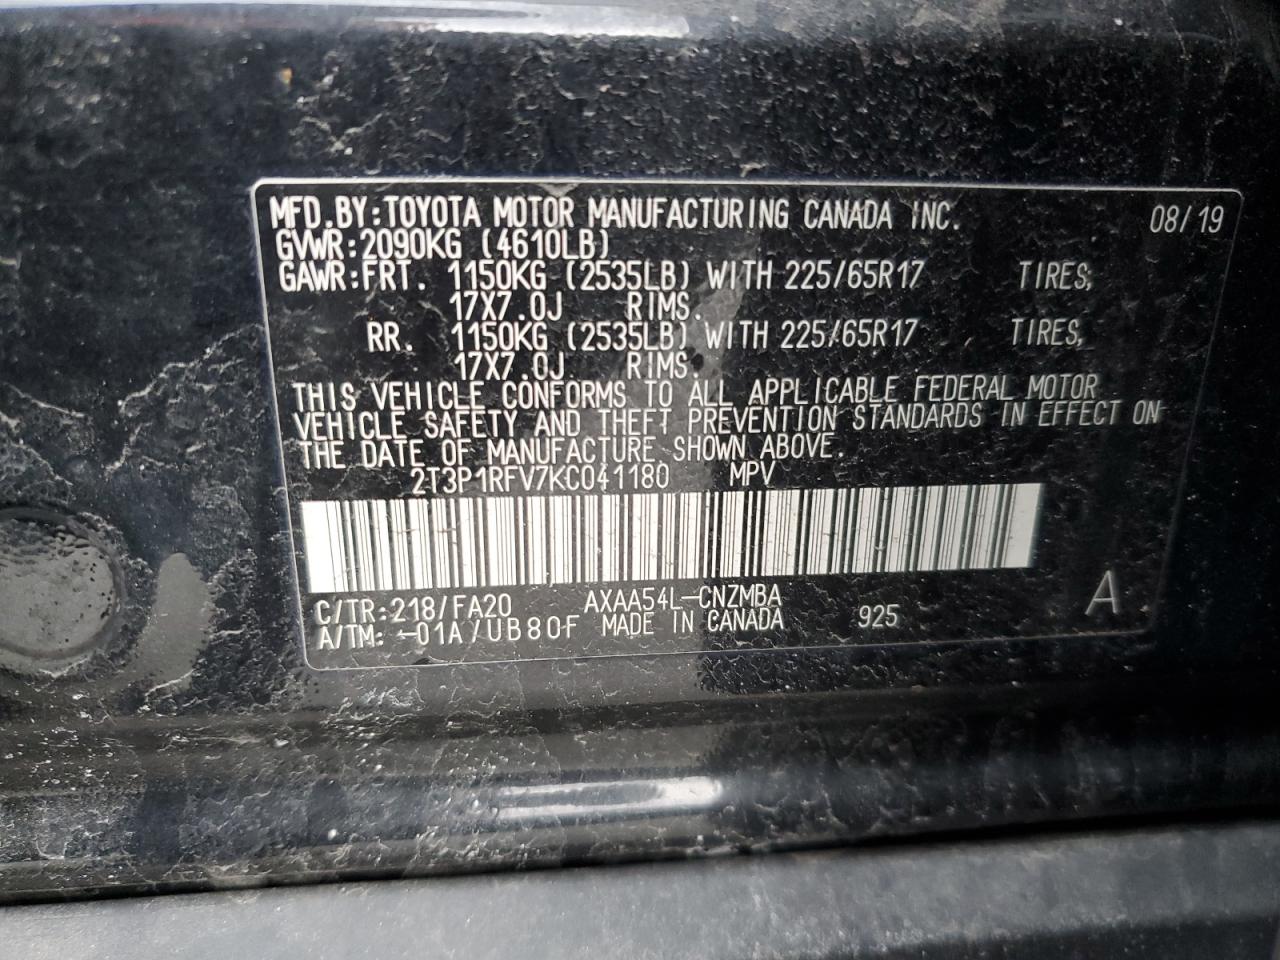 MFD.BY:TOYOTA MOTOR MANUFACTURING CANADA INC. 08/19
GVWR:2090KG (4610LB)
GAWR:FRT. 1150KG (2535LB) WITH 225/65R17 TIRES,
17X7.0J RIMS.
RR. 1150KG (2535LB) WITH 225/65R17 TIRES,
17X7.0J RIMS.
THIS VEHICLE CONFORMS TO ALL APPLICABLE FEDERAL MOTOR
VEHICLE SAFETY AND THEFT PREVENTION STANDARDS IN EFFECT ON
THE DATE OF MANUFACTURE SHOWN ABOVE.
2T3P1RFV7KC041180 MPV
C/TR:218/FA20 AXAA54L-CNZMBA A
A/TM: -01A/UB80F MADE IN CANADA 925